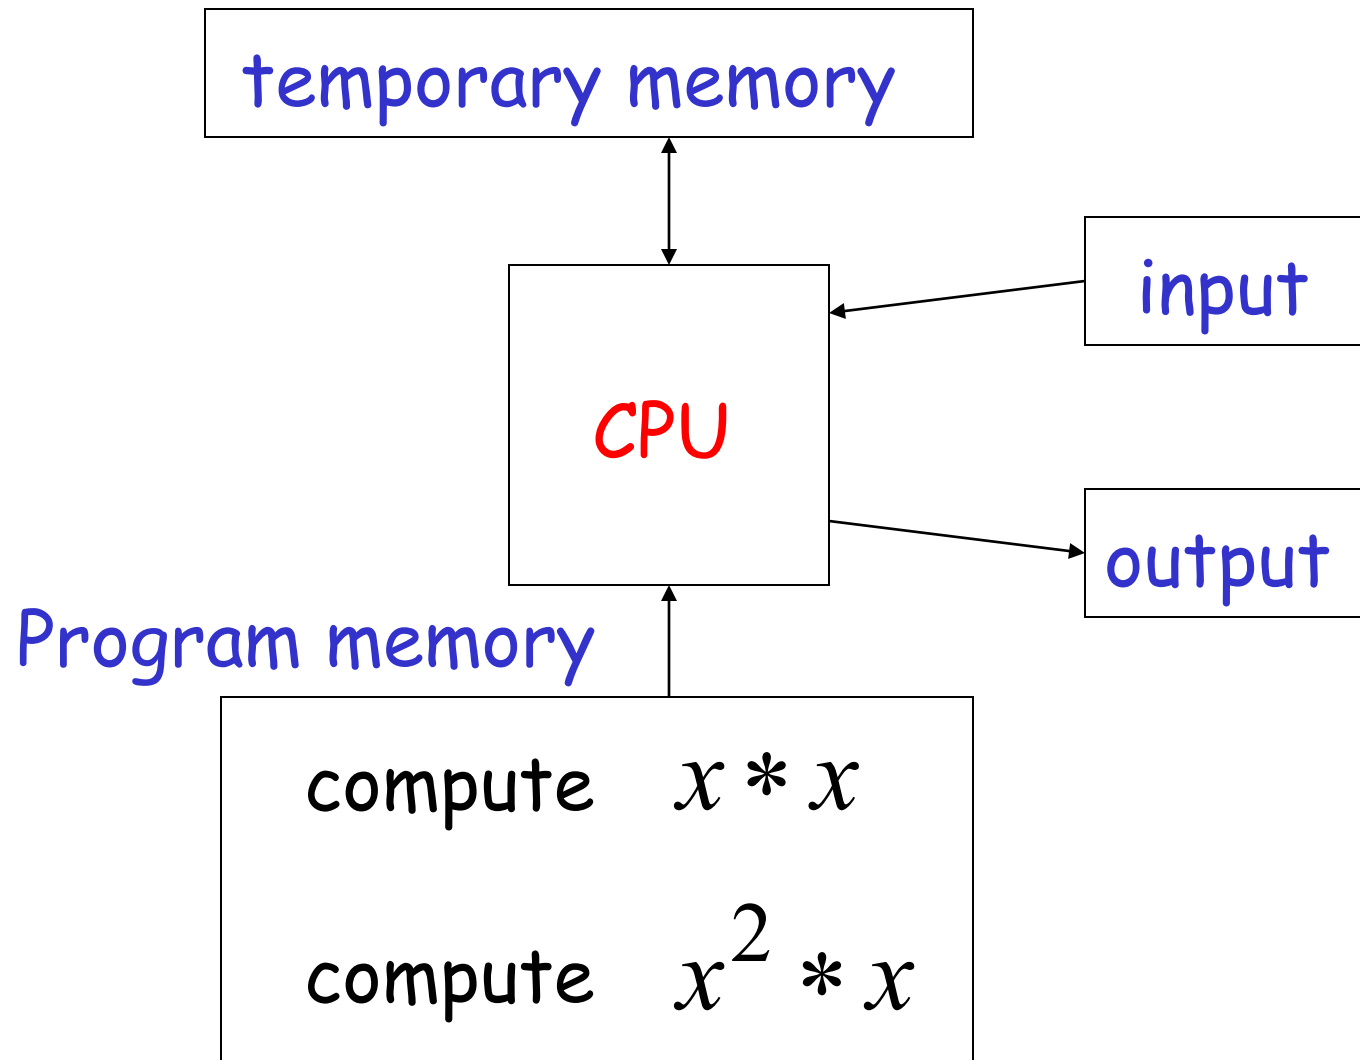 temporary memory
input
CPU
output
Program memory
compute x * x
compute x² * x